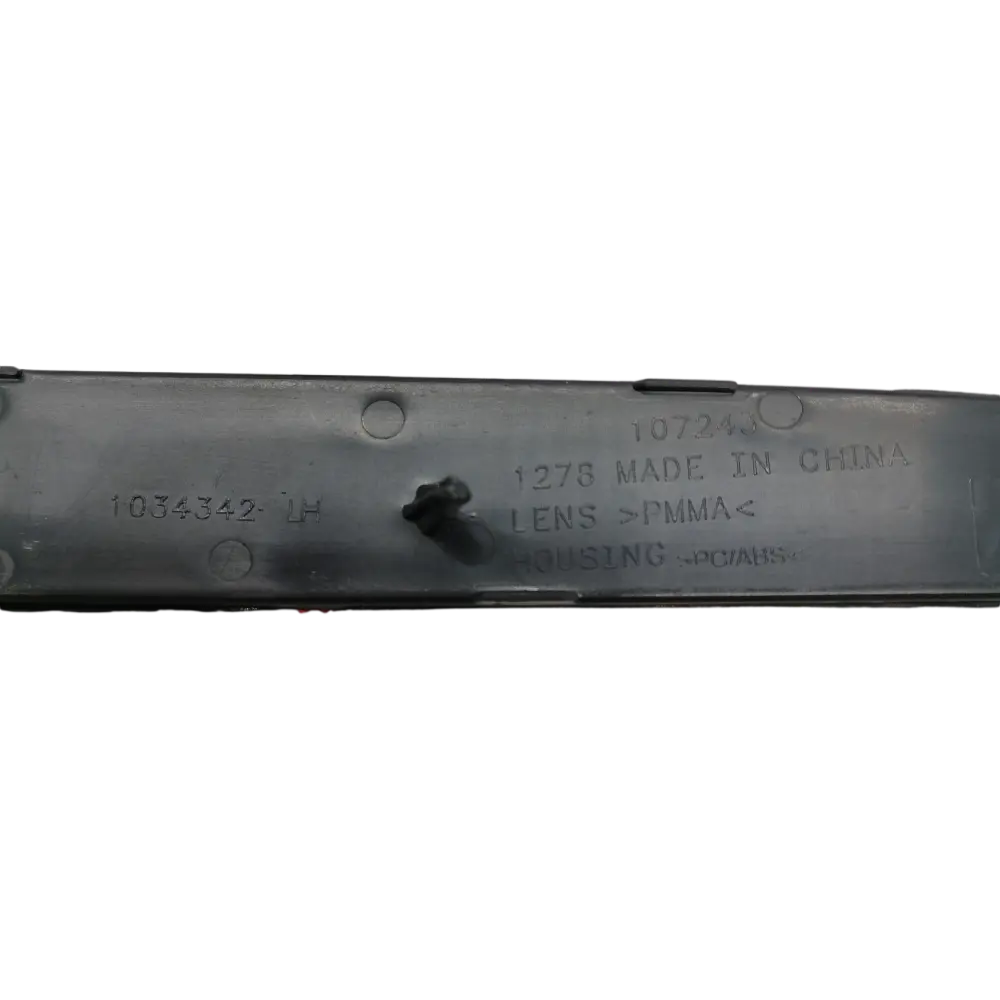 1034342- LH
107243
1278 MADE IN CHINA
LENS >PMMA<
HOUSING >PC/ABS<